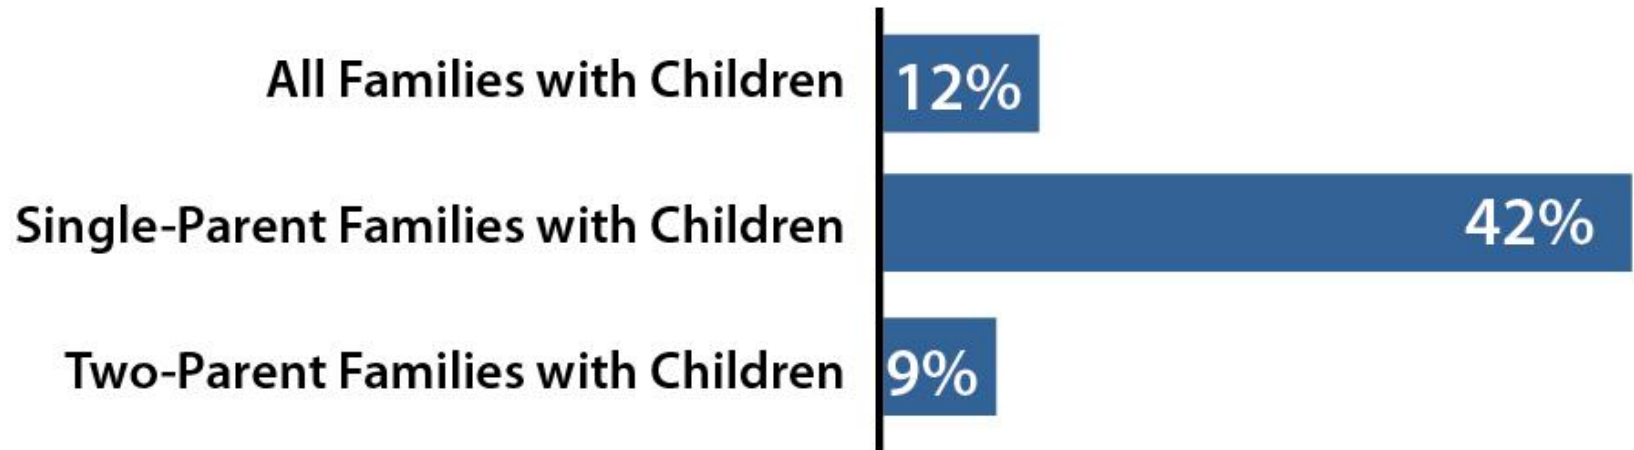 All Families with Children 12%
Single-Parent Families with Children 42%
Two-Parent Families with Children 9%